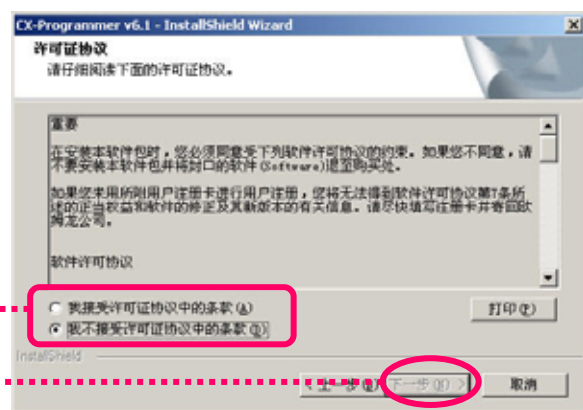 CX-Programmer v6.1 - InstallShield Wizard
许可证协议
请仔细阅读下面的许可证协议。
重要
在安装本软件包时，您必须同意受下列软件许可协议的约束。如果您不同意，请
不要安装本软件包并将封口的软件 (Software)退至购买处。
如果您未用所附用户注册卡进行用户注册，您将无法得到软件许可协议第7条所
述的正当权益和软件的修正及其新版本的有关信息。请尽快填写注册卡并寄回欧
姆龙公司。
软件许可协议
我接受许可证协议中的条款(A)
我不接受许可证协议中的条款(D)
打印(P)
InstallShield
< 上一步(B)
下一步(N) >
取消